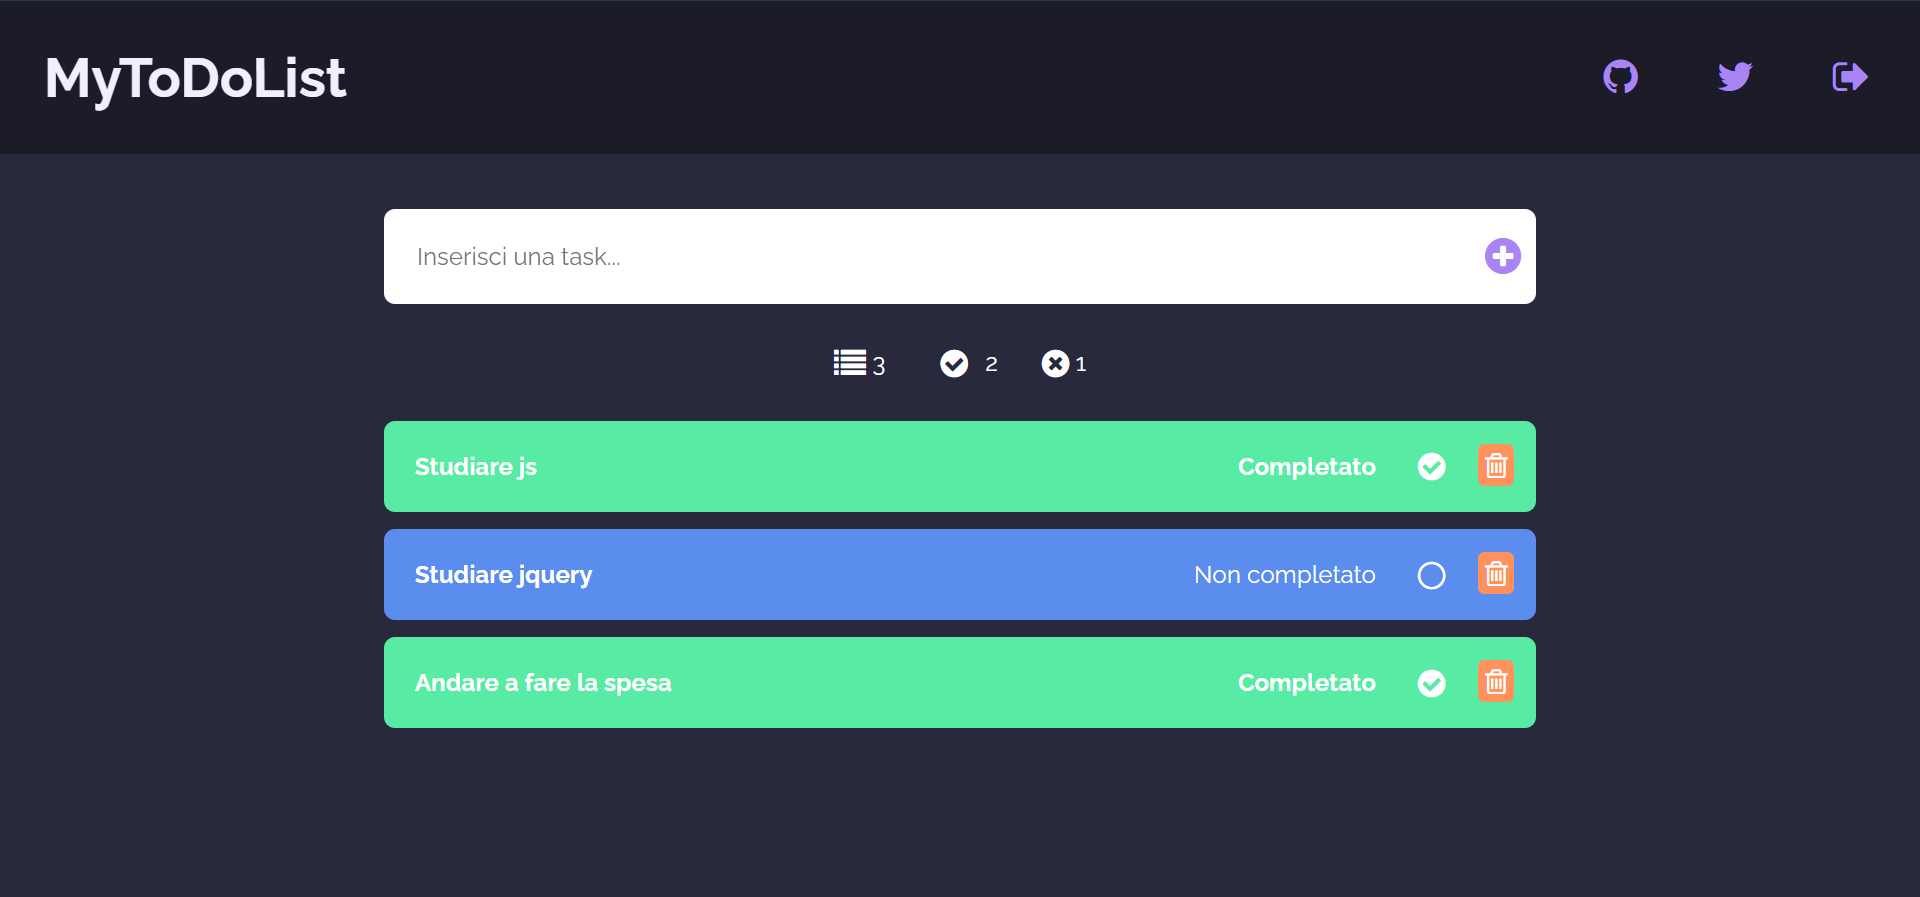 MyToDoList
Inserisci una task...
3 2 1
Studiare js Completato
Studiare jquery Non completato
Andare a fare la spesa Completato